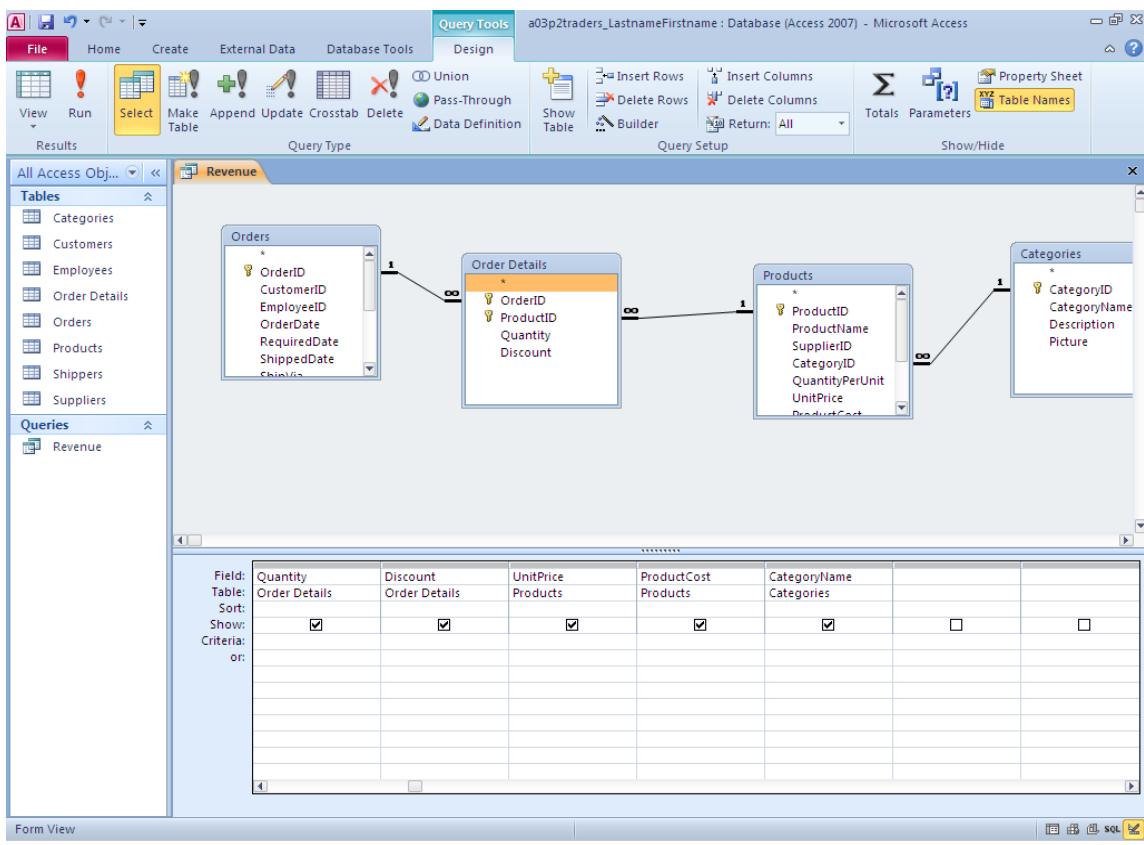 A
Query Tools
a03p2traders_LastnameFirstname : Database (Access 2007) - Microsoft Access
File Home Create External Data Database Tools Design
View Run Select Make Table Append Update Crosstab Delete
Union
Pass-Through
Data Definition
Show Table
Insert Rows
Delete Rows
Builder
Insert Columns
Delete Columns
Return: All
Totals Parameters
Property Sheet
XYZ Table Names
Results Query Type Query Setup Show/Hide
All Access Obj... «
Tables
Categories
Customers
Employees
Order Details
Orders
Products
Shippers
Suppliers
Queries
Revenue
Revenue
Orders
*
OrderID
CustomerID
EmployeeID
OrderDate
RequiredDate
ShippedDate
ShipVia
1
∞
Order Details
*
OrderID
ProductID
Quantity
Discount
∞
1
Products
*
ProductID
ProductName
SupplierID
CategoryID
QuantityPerUnit
UnitPrice
ProductCost
∞
1
Categories
*
CategoryID
CategoryName
Description
Picture
Field: Quantity Discount UnitPrice ProductCost CategoryName
Table: Order Details Order Details Products Products Categories
Sort:
Show:
Criteria:
or:
Form View
SQL